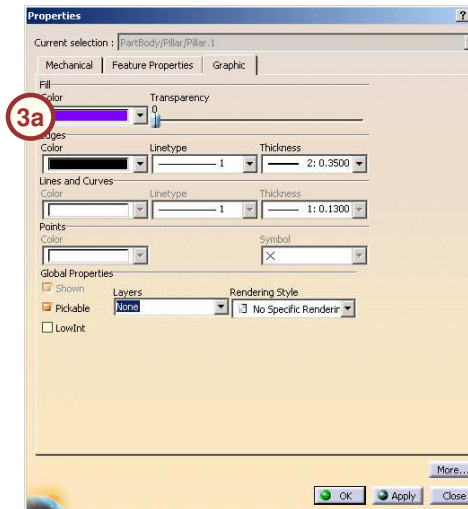 Properties ?
Current selection : PartBody/Pillar/Pillar.1
Mechanical Feature Properties Graphic
Fill
Color Transparency
3a 0
Edges
Color Linetype Thickness
1 2: 0.3500
Lines and Curves
Color Linetype Thickness
1 1: 0.1300
Points
Color Symbol
Global Properties
Shown Layers Rendering Style
Pickable None No Specific Renderir
LowInt
More...
OK Apply Close